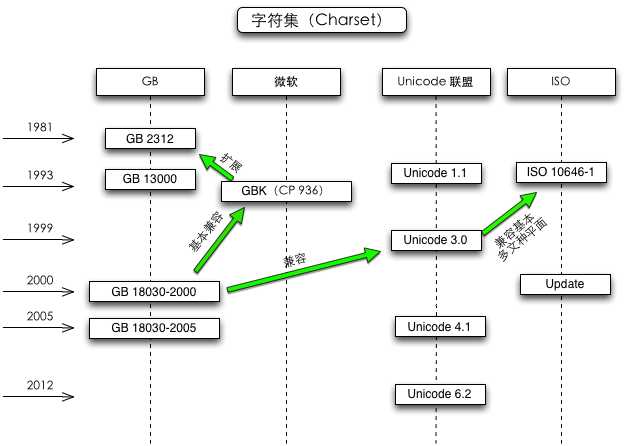 字符集（Charset）
GB
微软
Unicode 联盟
ISO
1981
GB 2312
扩展
1993
GB 13000
GBK（CP 936）
Unicode 1.1
ISO 10646-1
1999
基本兼容
Unicode 3.0
兼容基本
多文种平面
兼容
2000
GB 18030-2000
Update
2005
GB 18030-2005
Unicode 4.1
2012
Unicode 6.2